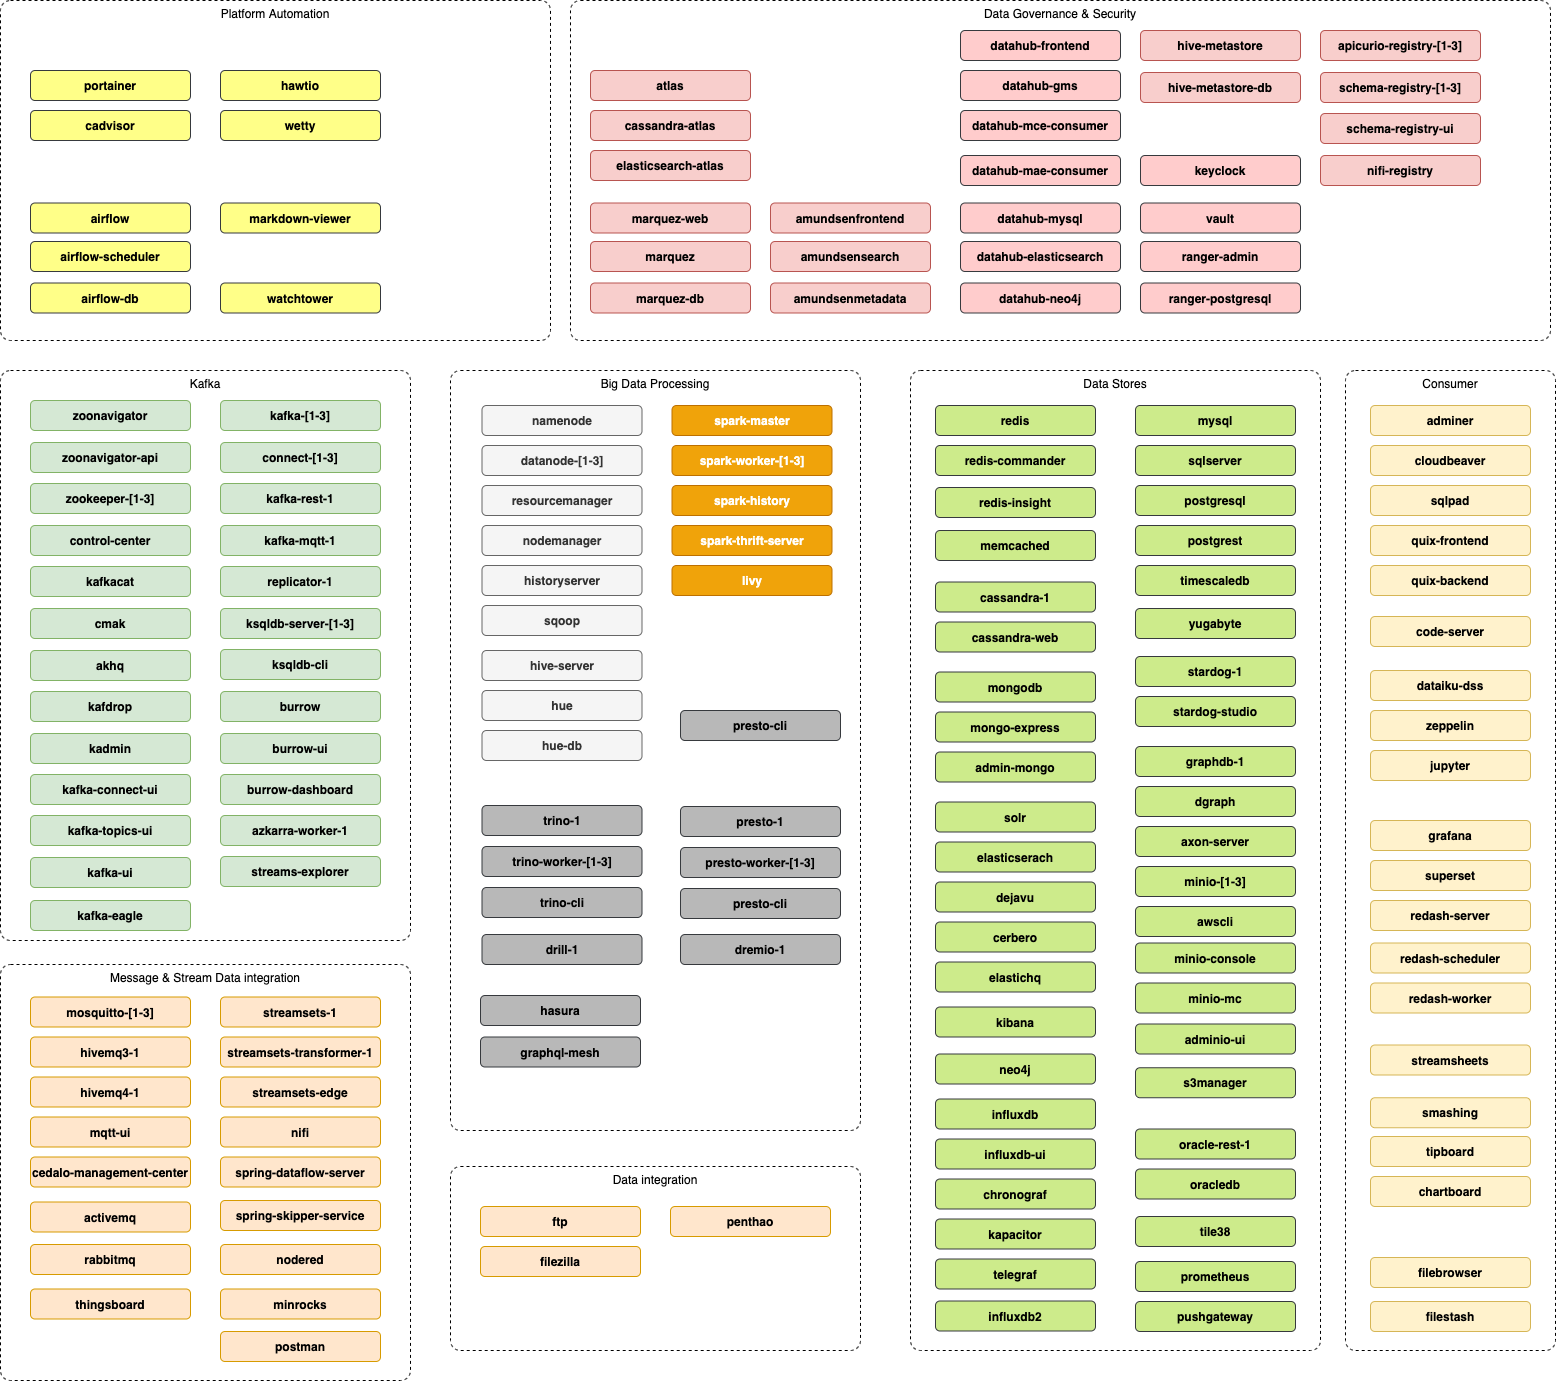 Platform Automation
portainer
hawtio
cadvisor
wetty
airflow
markdown-viewer
airflow-scheduler
airflow-db
watchtower
Data Governance & Security
datahub-frontend
hive-metastore
apicurio-registry-[1-3]
atlas
datahub-gms
hive-metastore-db
schema-registry-[1-3]
cassandra-atlas
datahub-mce-consumer
schema-registry-ui
elasticsearch-atlas
datahub-mae-consumer
keyclock
nifi-registry
marquez-web
amundsenfrontend
datahub-mysql
vault
marquez
amundsensearch
datahub-elasticsearch
ranger-admin
marquez-db
amundsenmetadata
datahub-neo4j
ranger-postgresql
Kafka
zoonavigator
kafka-[1-3]
zoonavigator-api
connect-[1-3]
zookeeper-[1-3]
kafka-rest-1
control-center
kafka-mqtt-1
kafkacat
replicator-1
cmak
ksqldb-server-[1-3]
akhq
ksqldb-cli
kafdrop
burrow
kadmin
burrow-ui
kafka-connect-ui
burrow-dashboard
kafka-topics-ui
azkarra-worker-1
kafka-ui
streams-explorer
kafka-eagle
Message & Stream Data integration
mosquitto-[1-3]
streamsets-1
hivemq3-1
streamsets-transformer-1
hivemq4-1
streamsets-edge
mqtt-ui
nifi
cedalo-management-center
spring-dataflow-server
activemq
spring-skipper-service
rabbitmq
nodered
thingsboard
minrocks
postman
Big Data Processing
namenode
spark-master
datanode-[1-3]
spark-worker-[1-3]
resourcemanager
spark-history
nodemanager
spark-thrift-server
historyserver
livy
sqoop
hive-server
hue
presto-cli
hue-db
trino-1
presto-1
trino-worker-[1-3]
presto-worker-[1-3]
trino-cli
presto-cli
drill-1
dremio-1
hasura
graphql-mesh
Data integration
ftp
penthao
filezilla
Data Stores
redis
mysql
redis-commander
sqlserver
redis-insight
postgresql
memcached
postgrest
timescaledb
cassandra-1
yugabyte
cassandra-web
stardog-1
mongodb
stardog-studio
mongo-express
graphdb-1
admin-mongo
dgraph
solr
axon-server
elasticserach
minio-[1-3]
dejavu
awscli
cerbero
minio-console
elastichq
minio-mc
kibana
adminio-ui
neo4j
s3manager
influxdb
oracle-rest-1
influxdb-ui
oracledb
chronograf
tile38
kapacitor
prometheus
telegraf
pushgateway
influxdb2
Consumer
adminer
cloudbeaver
sqlpad
quix-frontend
quix-backend
code-server
dataiku-dss
zeppelin
jupyter
grafana
superset
redash-server
redash-scheduler
redash-worker
streamsheets
smashing
tipboard
chartboard
filebrowser
filestash